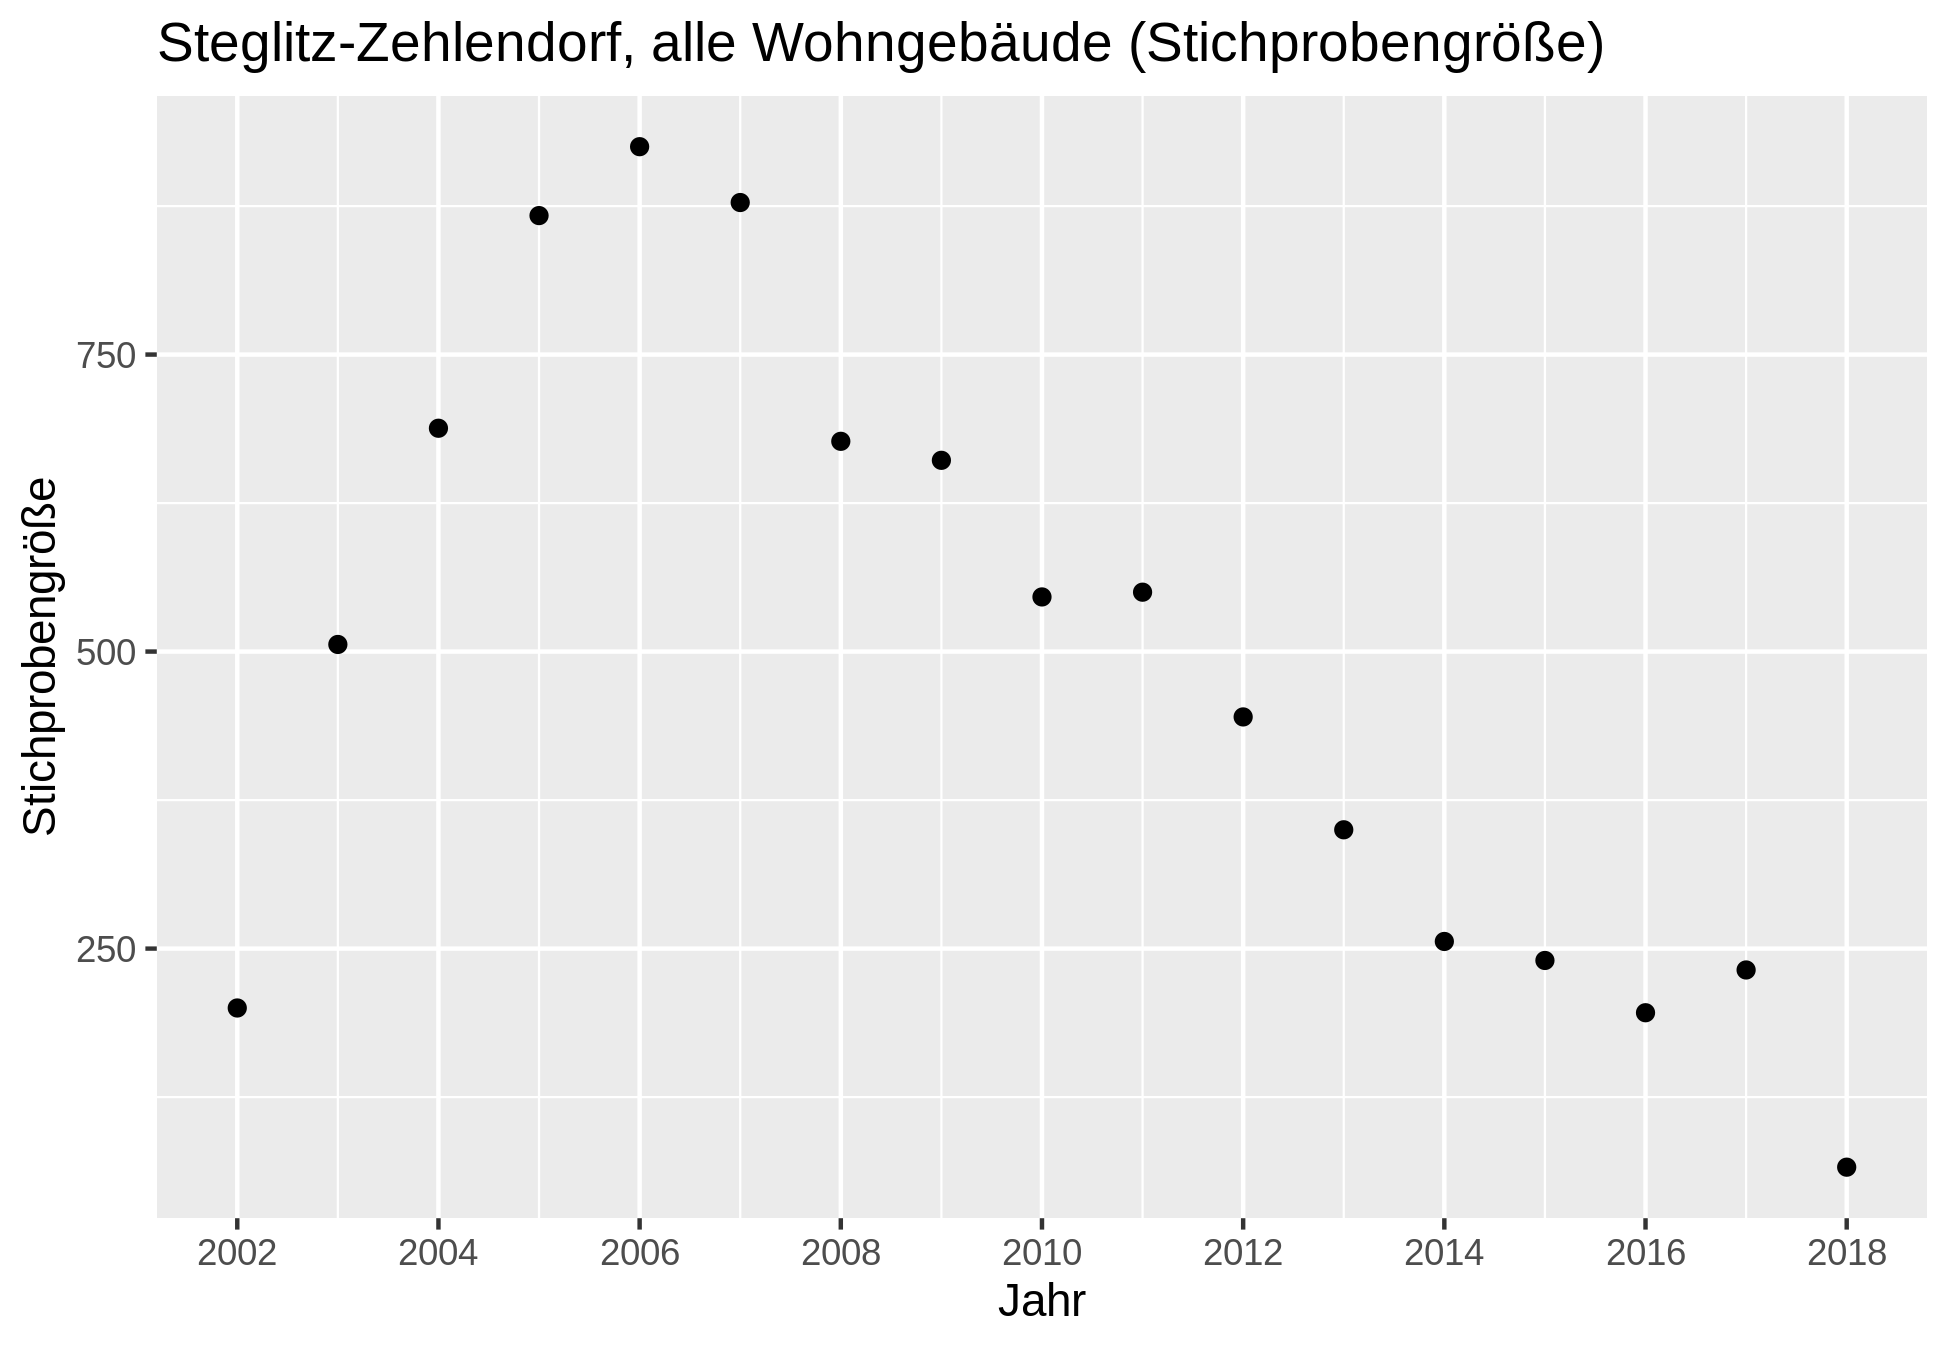 Steglitz-Zehlendorf, alle Wohngebäude (Stichprobengröße)
Stichprobengröße
750
500
250
2002 2004 2006 2008 2010 2012 2014 2016 2018
Jahr